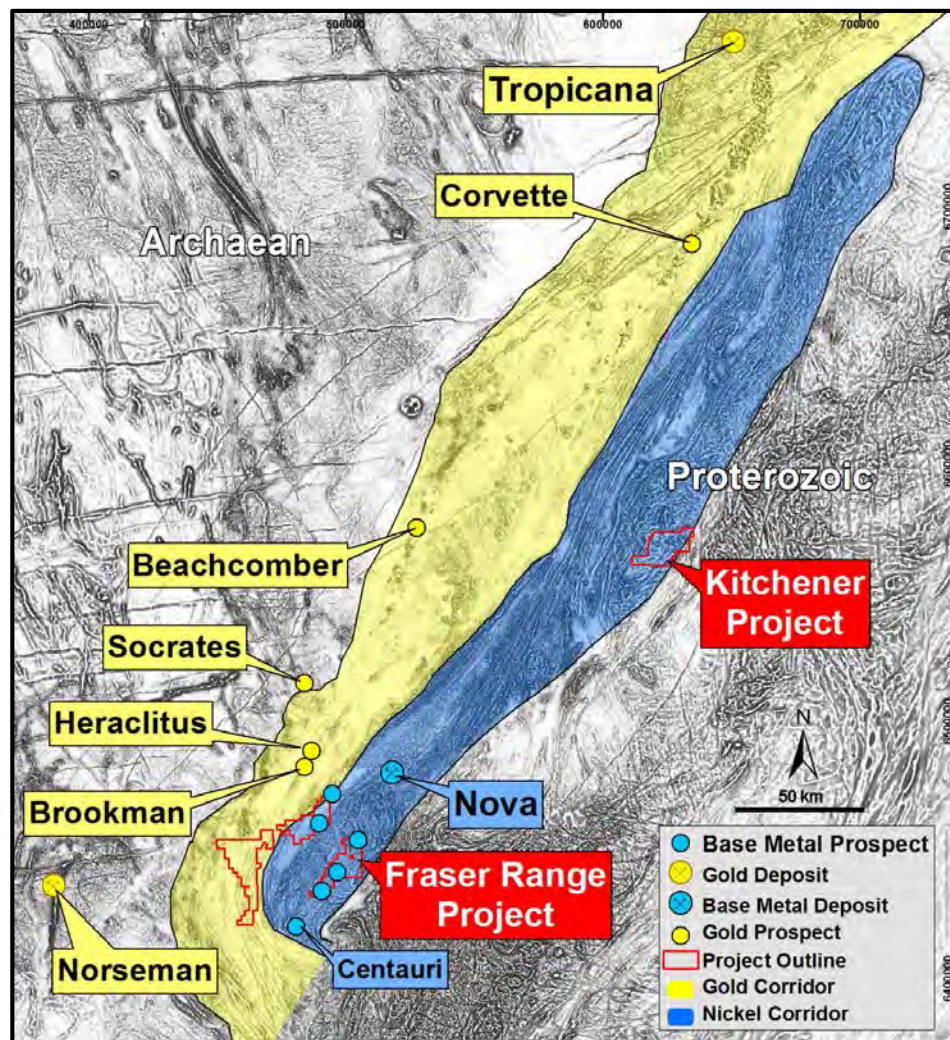 400000
600000
700000
Tropicana
Corvette
Archaean
Proterozoic
Beachcomber
Kitchener
Project
Socrates
Heraclitus
N
Brookman
Nova
50 km
Fraser Range
Project
Norseman
Centauri
Base Metal Prospect
Gold Deposit
Base Metal Deposit
Gold Prospect
Project Outline
Gold Corridor
Nickel Corridor
6400000